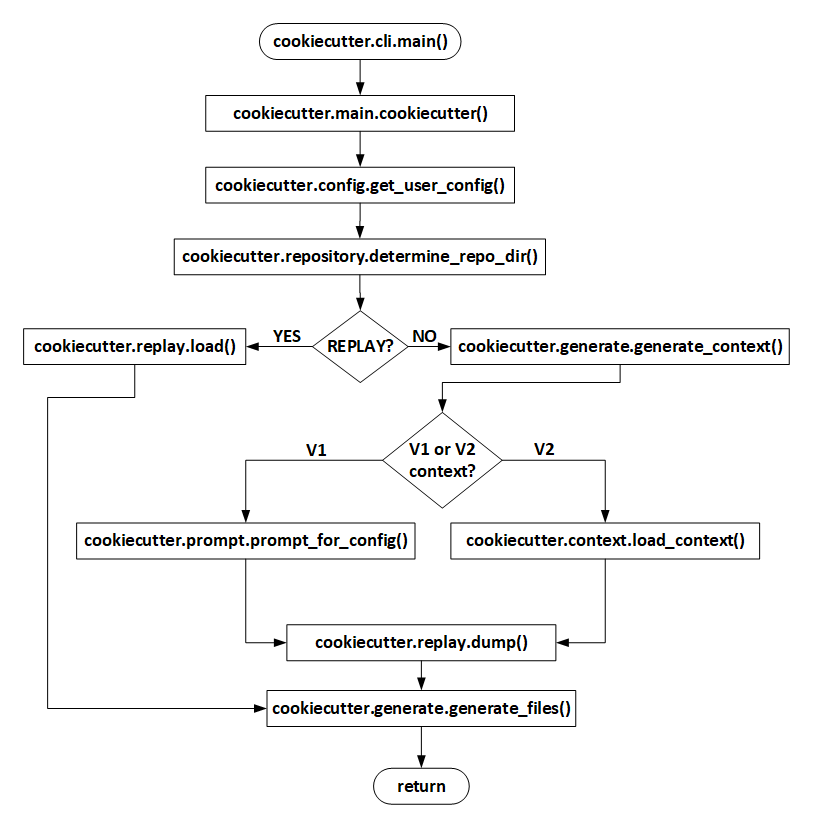 cookiecutter.cli.main()
cookiecutter.main.cookiecutter()
cookiecutter.config.get_user_config()
cookiecutter.repository.determine_repo_dir()
YES
REPLAY?
NO
cookiecutter.replay.load()
cookiecutter.generate.generate_context()
V1
V1 or V2
context?
V2
cookiecutter.prompt.prompt_for_config()
cookiecutter.context.load_context()
cookiecutter.replay.dump()
cookiecutter.generate.generate_files()
return